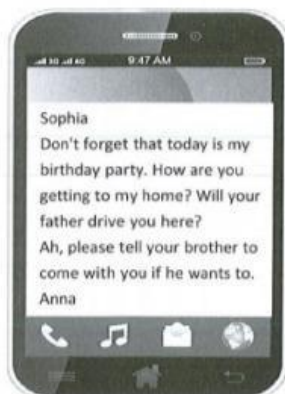 3G 4G 9:47 AM
Sophia
Don't forget that today is my
birthday party. How are you
getting to my home? Will your
father drive you here?
Ah, please tell your brother to
come with you if he wants to.
Anna